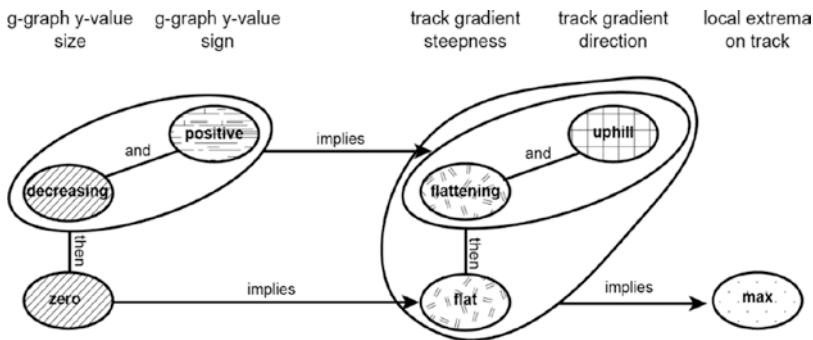 g-graph y-value size
g-graph y-value sign
track gradient steepness
track gradient direction
local extrema on track
positive
uphill
and
implies
and
decreasing
flattening
then
then
zero
implies
flat
implies
max